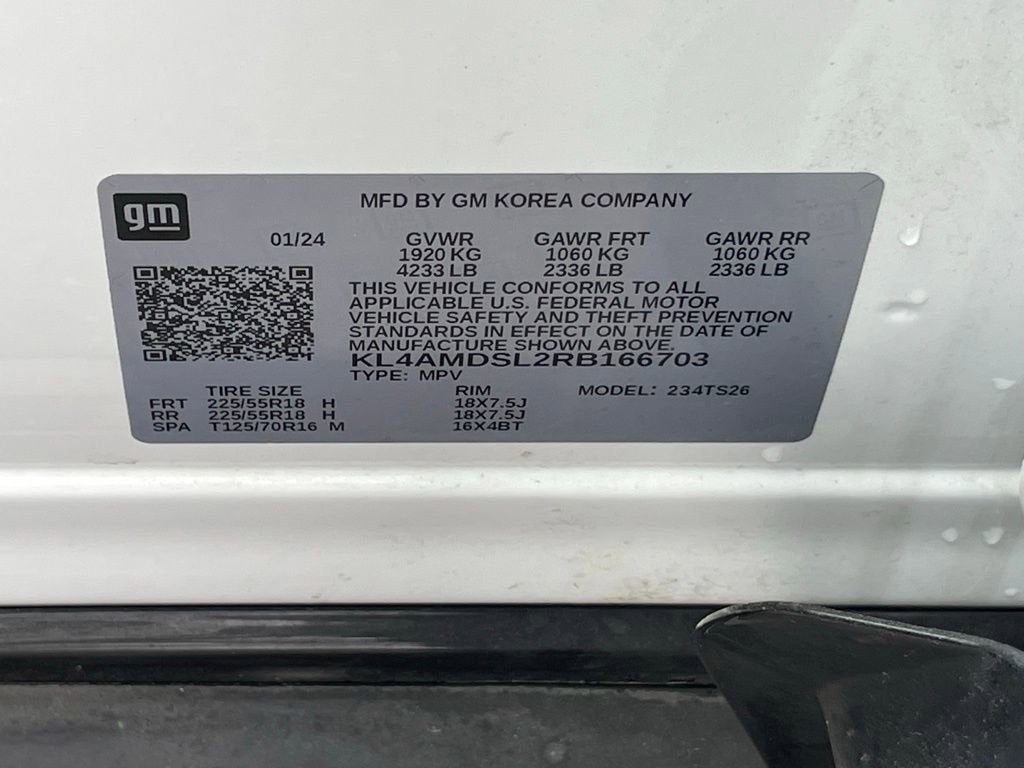 gm
MFD BY GM KOREA COMPANY
01/24 GVWR GAWR FRT GAWR RR
1920 KG 1060 KG 1060 KG
4233 LB 2336 LB 2336 LB
THIS VEHICLE CONFORMS TO ALL
APPLICABLE U.S. FEDERAL MOTOR
VEHICLE SAFETY AND THEFT PREVENTION
STANDARDS IN EFFECT ON THE DATE OF
MANUFACTURE SHOWN ABOVE.
KL4AMDSL2RB166703
TYPE: MPV
TIRE SIZE RIM MODEL: 234TS26
FRT 225/55R18 H 18X7.5J
RR 225/55R18 H 18X7.5J
SPA T125/70R16 M 16X4BT